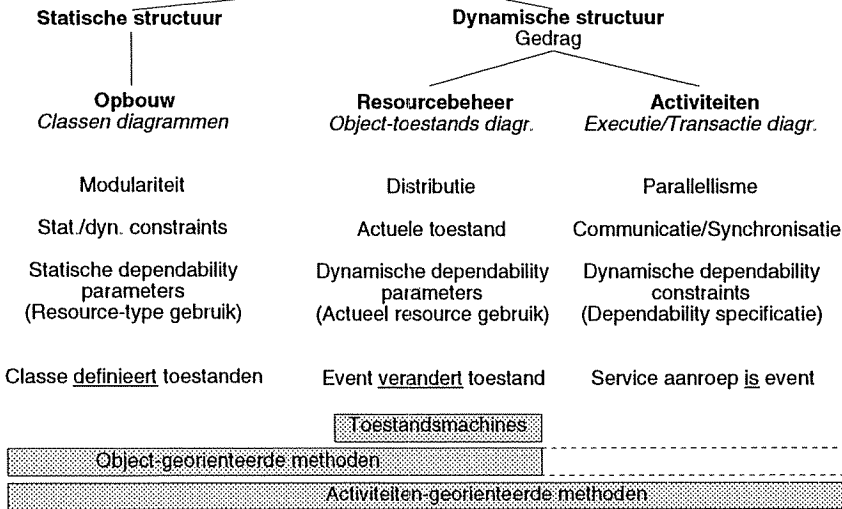 Statische structuur
Dynamische structuur
Gedrag
Opbouw
Classen diagrammen
Resourcebeheer
Object-toestands diagr.
Activiteiten
Executie/Transactie diagr.
Modulariteit
Distributie
Parallellisme
Stat./dyn. constraints
Actuele toestand
Communicatie/Synchronisatie
Statische dependability
parameters
(Resource-type gebruik)
Dynamische dependability
parameters
(Actueel resource gebruik)
Dynamische dependability
constraints
(Dependability specificatie)
Classe definieert toestanden
Event verandert toestand
Service aanroep is event
Toestandsmachines
Object-georienteerde methoden
Activiteiten-georienteerde methoden